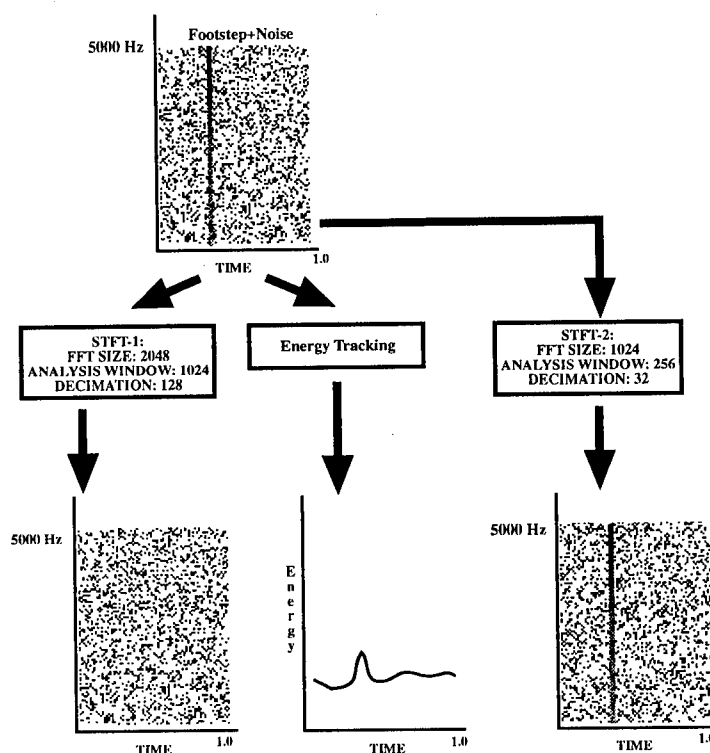 Footstep+Noise
5000 Hz
1.0
TIME
STFT-1:
FFT SIZE: 2048
ANALYSIS WINDOW: 1024
DECIMATION: 128
Energy Tracking
STFT-2:
FFT SIZE: 1024
ANALYSIS WINDOW: 256
DECIMATION: 32
5000 Hz
TIME
1.0
Energy
TIME
1.0
5000 Hz
TIME
1.0